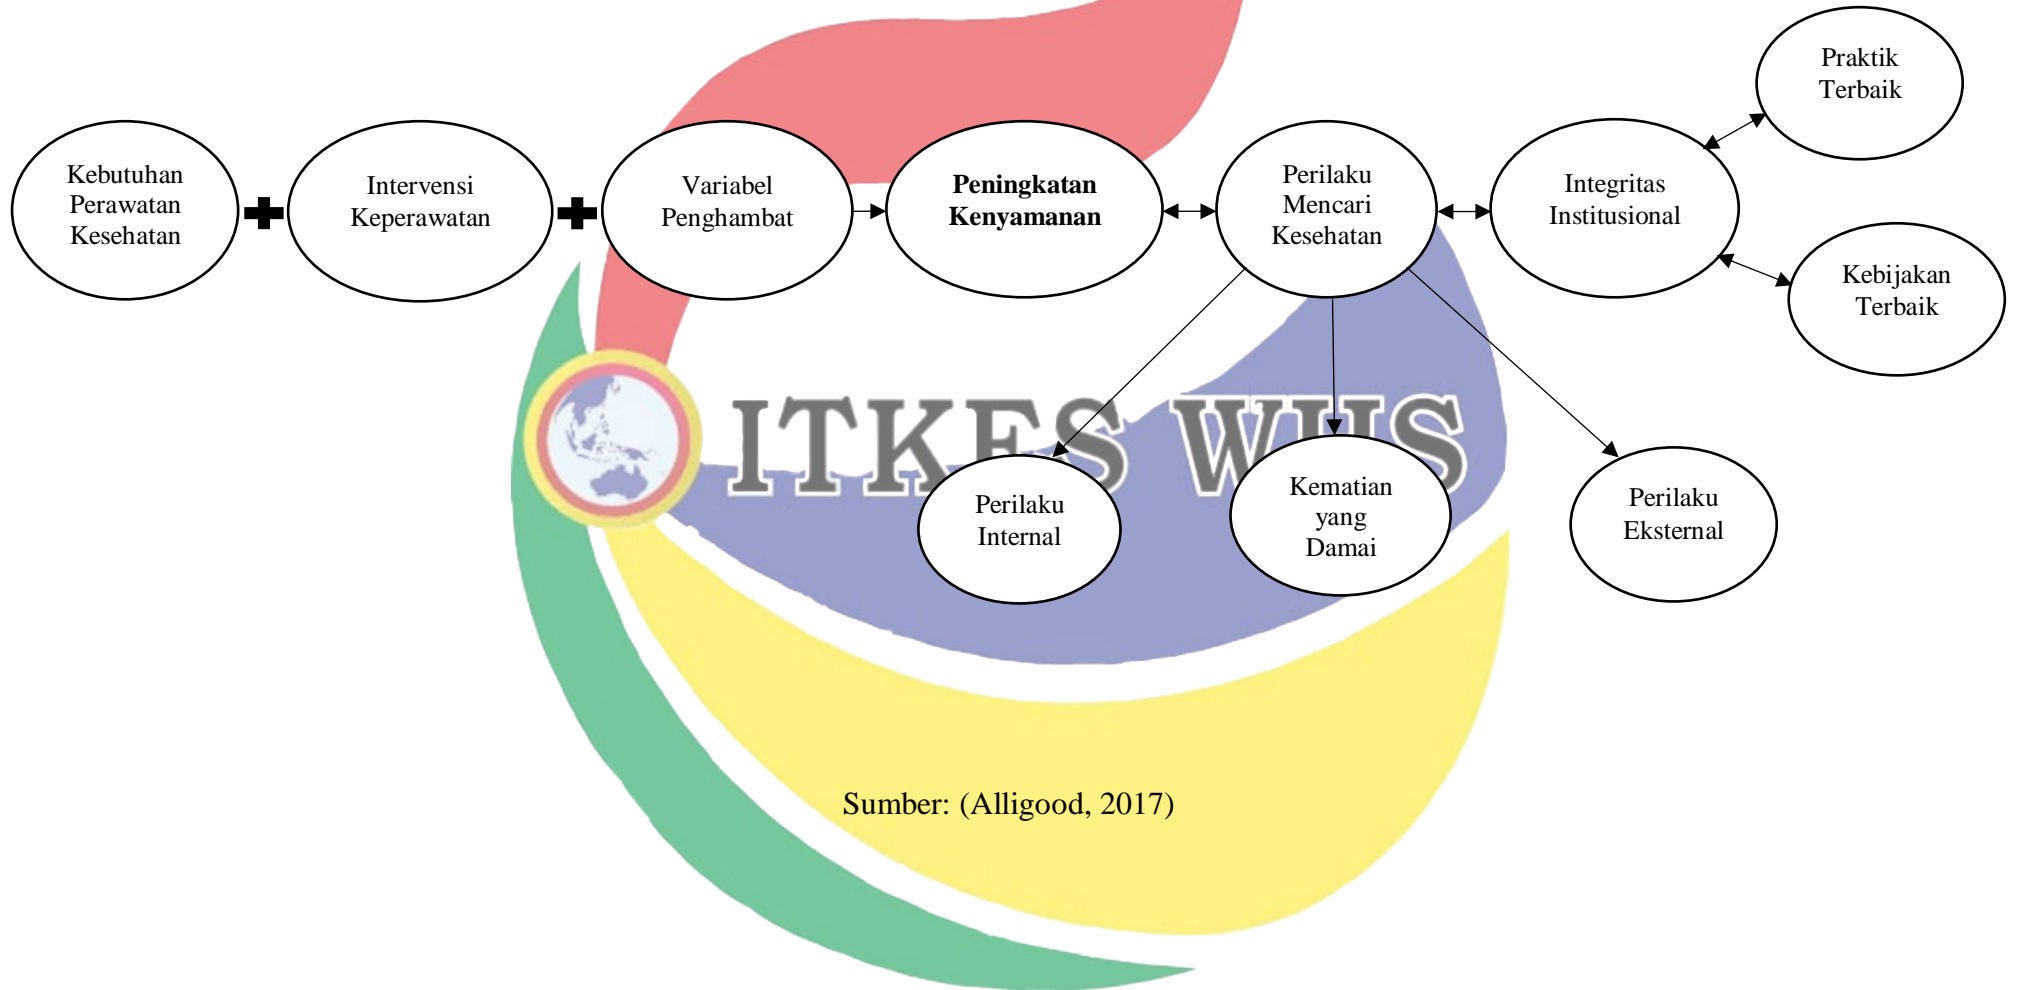 Kebutuhan
Perawatan
Kesehatan
Intervensi
Keperawatan
Variabel
Penghambat
Peningkatan
Kenyamanan
Perilaku
Mencari
Kesehatan
Integritas
Institusional
Praktik
Terbaik
Kebijakan
Terbaik
ITKES WHS
Perilaku
Internal
Kematian
yang
Damai
Perilaku
Eksternal
Sumber: (Alligood, 2017)